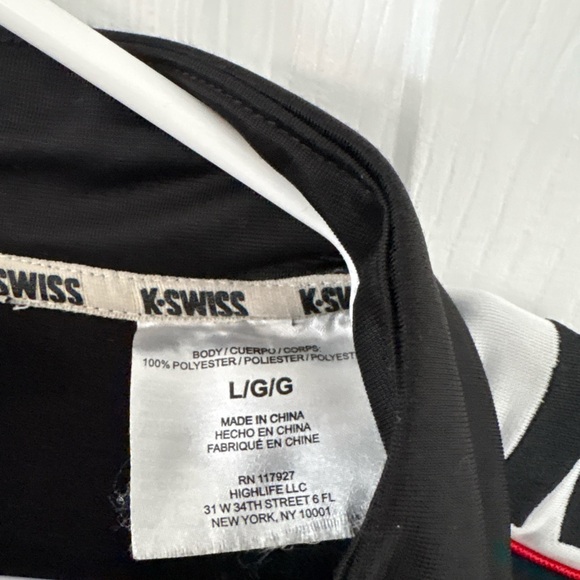 SWISS K·SWISS K·SW
BODY / CUERPO / CORPS:
100% POLYESTER / POLIESTER / POLYEST
L/G/G
MADE IN CHINA
HECHO EN CHINA
FABRIQUÉ EN CHINE
RN 117927
HIGHLIFE LLC
31 W 34TH STREET 6 FL
NEW YORK, NY 10001